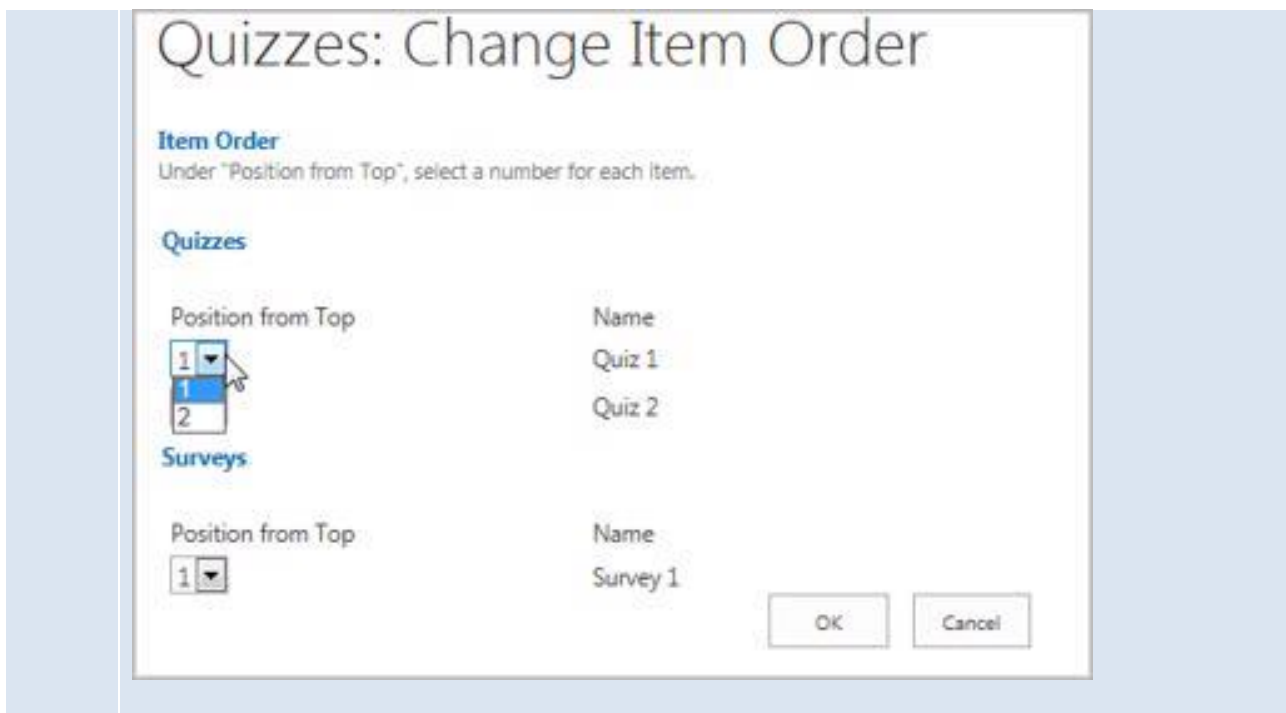 Quizzes: Change Item Order
Item Order
Under "Position from Top", select a number for each item.
Quizzes
Position from Top Name
1 Quiz 1
1
2 Quiz 2
Surveys
Position from Top Name
1 Survey 1
OK Cancel